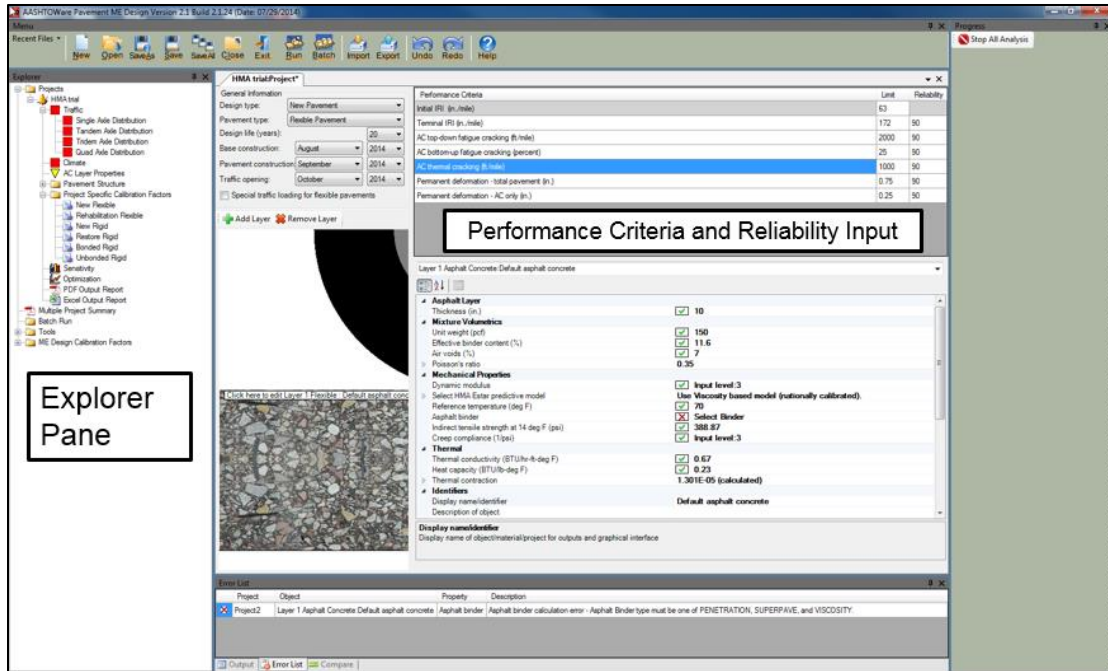 AASHTOWare Pavement ME Design Version 2.1 Build 2.1.24 (Date: 07/29/2014)
Menu
Recent Files
New Open SaveAs Save SaveAll Close Exit Run Batch Import Export Undo Redo Help
Progress
Stop All Analysis
Explorer
Projects
HMA trial
Traffic
Single Axle Distribution
Tandem Axle Distribution
Tridem Axle Distribution
Quad Axle Distribution
Climate
AC Layer Properties
Pavement Structure
Project Specific Calibration Factors
New Flexible
Rehabilitation Flexible
New Rigid
Restore Rigid
Bonded Rigid
Unbonded Rigid
Sensitivity
Optimization
PDF Output Report
Excel Output Report
Multiple Project Summary
Batch Run
Tools
ME Design Calibration Factors
Explorer
Pane
HMA trial:Project*
General Information
Design type: New Pavement
Pavement type: Flexible Pavement
Design life (years): 20
Base construction: August 2014
Pavement construction: September 2014
Traffic opening: October 2014
Special traffic loading for flexible pavements
Add Layer Remove Layer
Click here to edit Layer 1 Flexible : Default asphalt conc
Performance Criteria Limit Reliability
Initial IRI (in./mile) 63
Terminal IRI (in./mile) 172 90
AC top-down fatigue cracking (ft/mile) 2000 90
AC bottom-up fatigue cracking (percent) 25 90
AC thermal cracking (ft/mile) 1000 90
Permanent deformation - total pavement (in.) 0.75 90
Permanent deformation - AC only (in.) 0.25 90
Performance Criteria and Reliability Input
Layer 1 Asphalt Concrete:Default asphalt concrete
Asphalt Layer
Thickness (in.) 10
Mixture Volumetrics
Unit weight (pcf) 150
Effective binder content (%) 11.6
Air voids (%) 7
Poisson's ratio 0.35
Mechanical Properties
Dynamic modulus Input level:3
Select HMA Estar predictive model Use Viscosity based model (nationally calibrated).
Reference temperature (deg F) 70
Asphalt binder Select Binder
Indirect tensile strength at 14 deg F (psi) 388.87
Creep compliance (1/psi) Input level:3
Thermal
Thermal conductivity (BTU/hr-ft-deg F) 0.67
Heat capacity (BTU/lb-deg F) 0.23
Thermal contraction 1.301E-05 (calculated)
Identifiers
Display name/identifier Default asphalt concrete
Description of object
Display name/identifier
Display name of object/material/project for outputs and graphical interface
Error List
Project Object Property Description
Project2 Layer 1 Asphalt Concrete:Default asphalt concrete Asphalt binder Asphalt binder calculation error - Asphalt Binder type must be one of PENETRATION, SUPERPAVE, and VISCOSITY.
Output Error List Compare